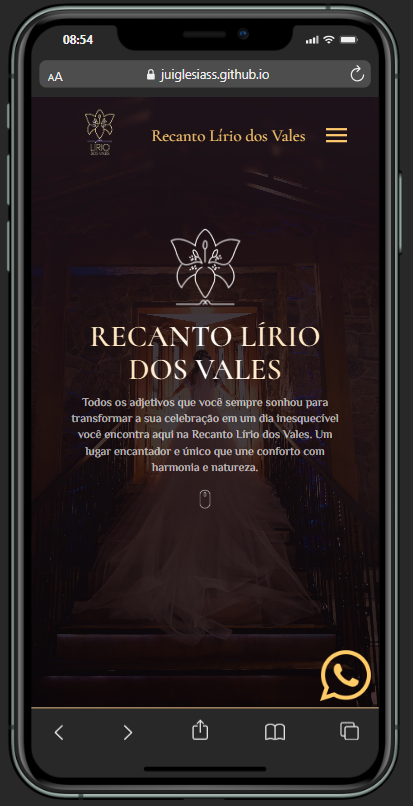 08:54
AA
juiglesiass.github.io
LÍRIO
DOS VALES
Recanto Lírio dos Vales
RECANTO LÍRIO
DOS VALES
Todos os adjetivos que você sempre sonhou para
transformar a sua celebração em um dia inesquecível
você encontra aqui na Recanto Lírio dos Vales. Um
lugar encantador e único que une conforto com
harmonia e natureza.